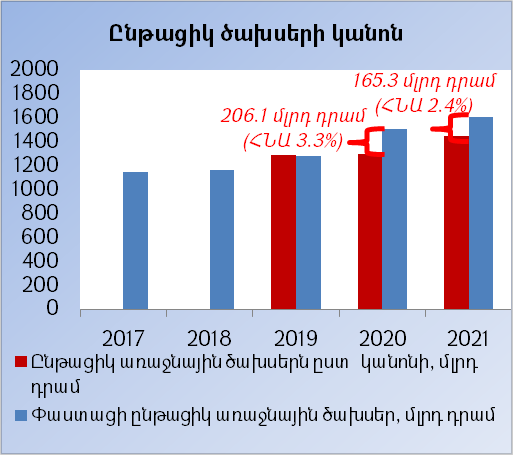 Ընթացիկ ծախսերի կանոն
2000
1800
1600
1400
1200
1000
800
600
400
200
0
165.3 մլրդ դրամ
(ՀՆԱ 2.4%)
206.1 մլրդ դրամ
(ՀՆԱ 3.3%)
2017 2018 2019 2020 2021
Ընթացիկ առաջնային ծախսերն ըստ կանոնի, մլրդ
դրամ
Փաստացի ընթացիկ առաջնային ծախսեր, մլրդ դրամ